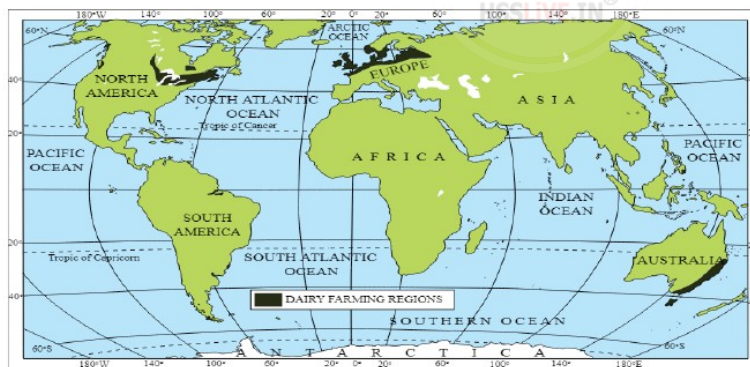 HSSLIVE.IN®
180°W 140° 100° 60° 20° 0° 20° 60° 100° 140° 180°E
ARCTIC
OCEAN
60°N
60°N
EUROPE
NORTH
AMERICA
40°
40°
ASIA
NORTH ATLANTIC
OCEAN
Tropic of Cancer
20°
20°
PACIFIC
OCEAN
AFRICA
PACIFIC
OCEAN
INDIAN
OCEAN
SOUTH
AMERICA
20°
20°
Tropic of Capricorn
SOUTH ATLANTIC
OCEAN
AUSTRALIA
40°
40°
DAIRY FARMING REGIONS
SOUTHERN OCEAN
60°S
60°S
ANTARCTICA
180°W 140° 100° 60° 20° 0° 20° 60° 100° 140° 180°E